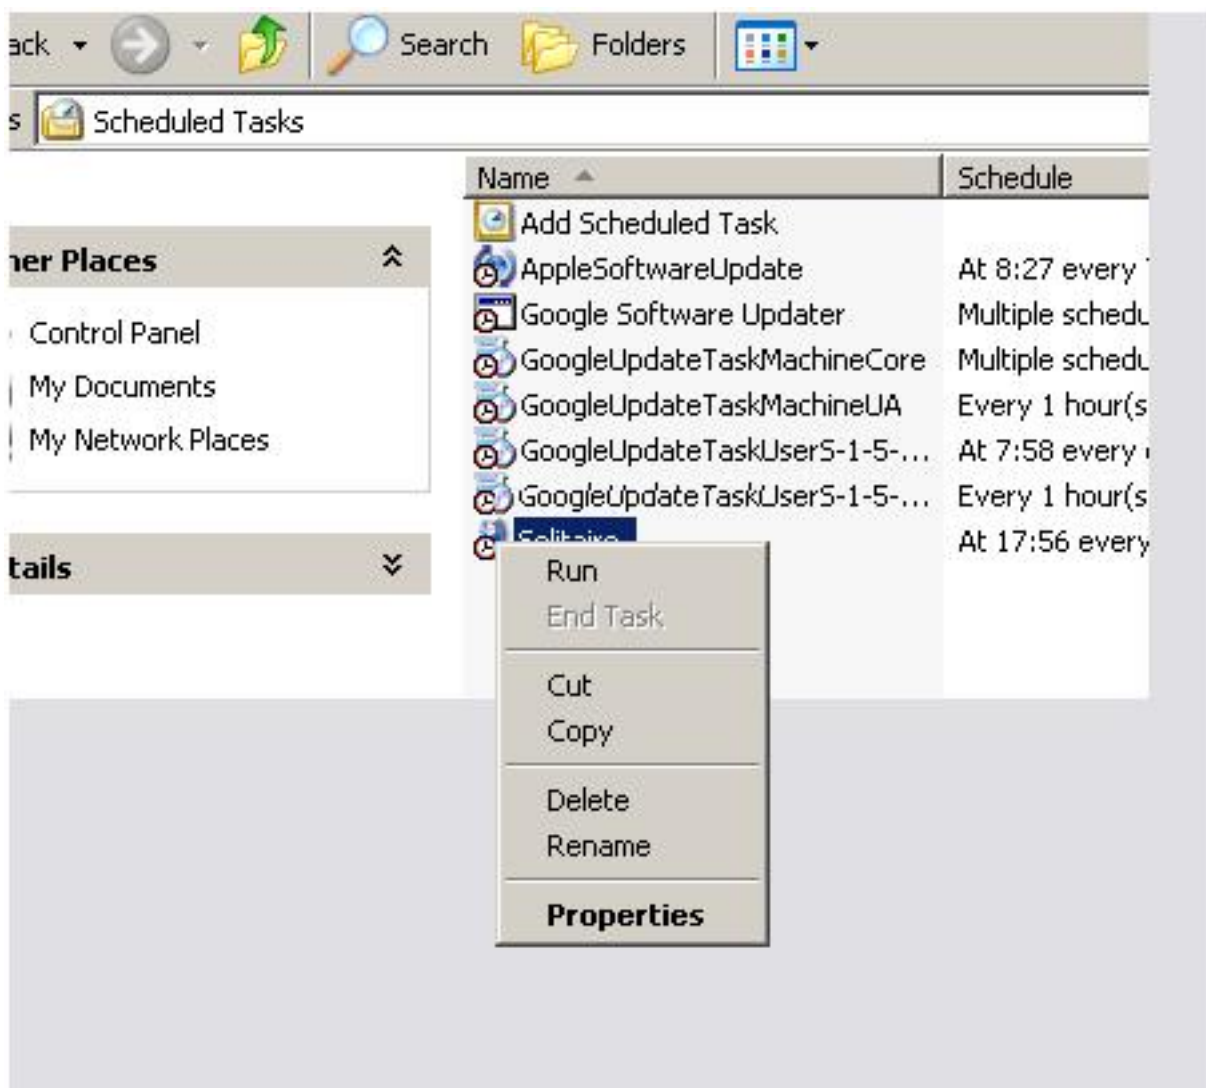 ack Search Folders
s Scheduled Tasks
Name Schedule
Add Scheduled Task
ner Places
AppleSoftwareUpdate At 8:27 every
Google Software Updater Multiple schedu
Control Panel
GoogleUpdateTaskMachineCore Multiple schedu
My Documents
GoogleUpdateTaskMachineUA Every 1 hour(s
My Network Places
GoogleUpdateTaskUserS-1-5-... At 7:58 every
GoogleUpdateTaskUserS-1-5-... Every 1 hour(s
Solitaire At 17:56 every
tails
Run
End Task
Cut
Copy
Delete
Rename
Properties